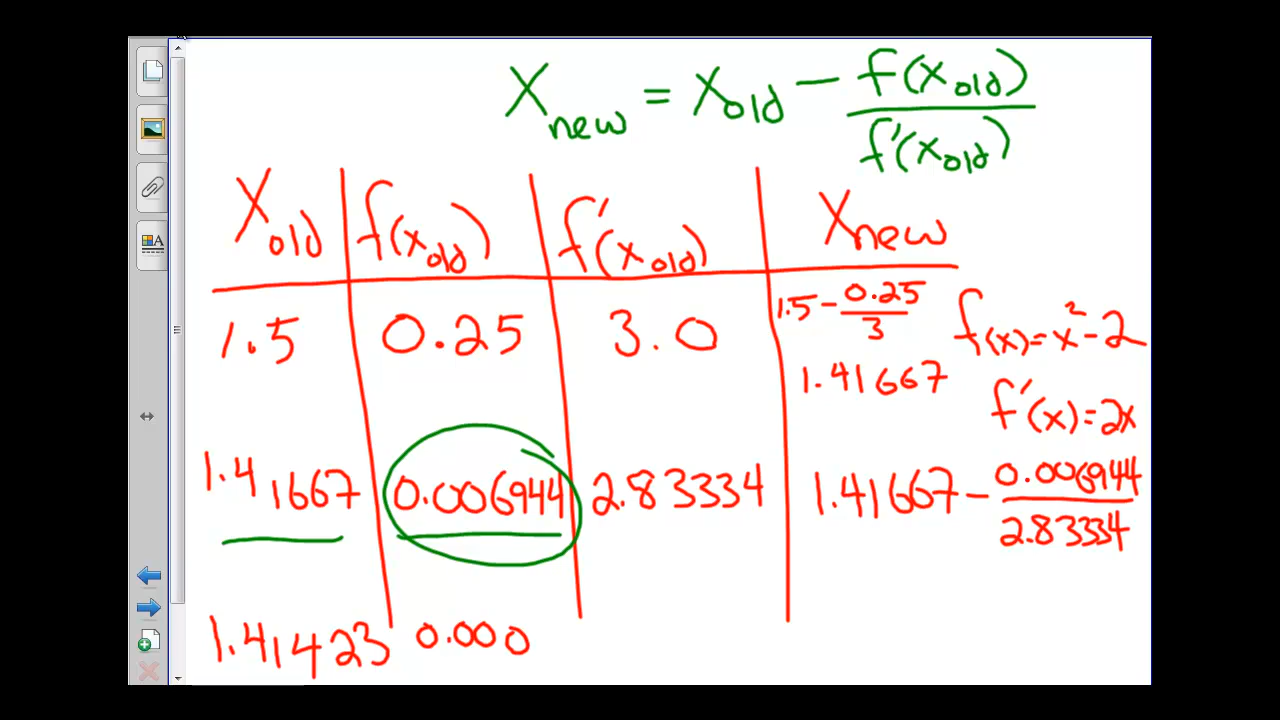 Xnew = Xold − f(xold) / f'(xold)
Xold f(xold) f'(xold) Xnew
1.5 0.25 3.0 1.5 − 0.25 / 3
f(x) = x² − 2
1.41667
f'(x) = 2x
1.41667 0.006944 2.83334 1.41667 − 0.006944 / 2.83334
1.41423 0.000